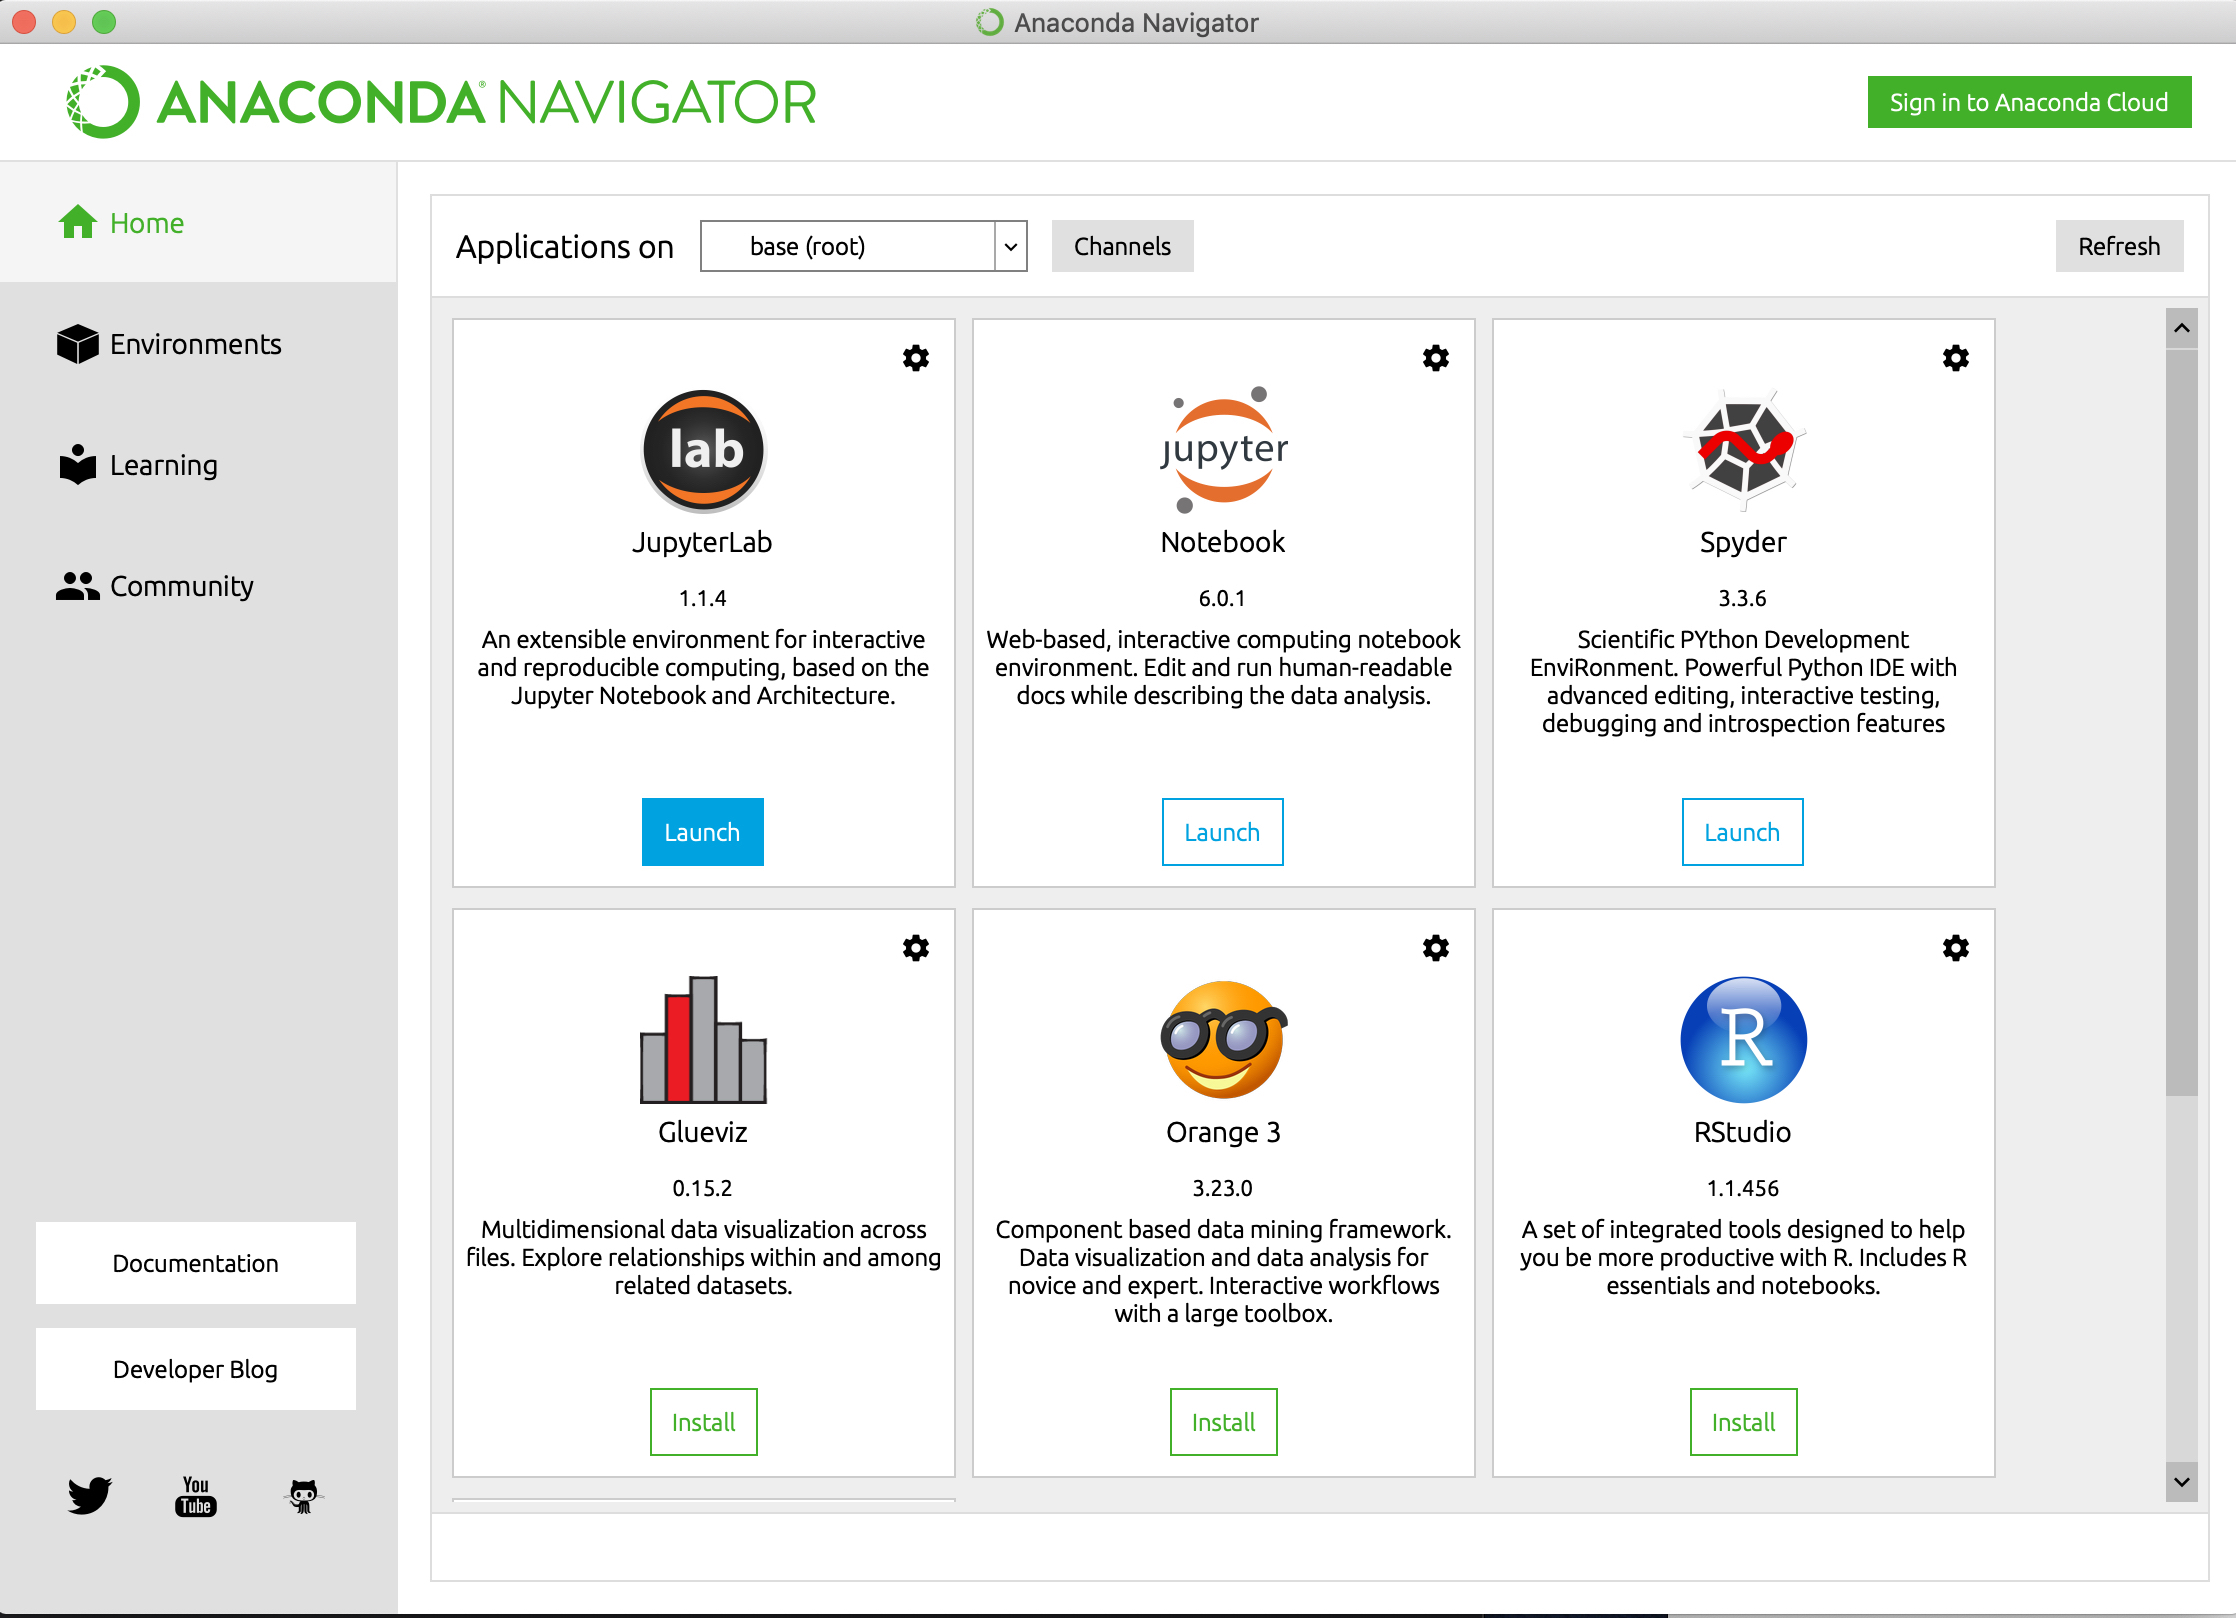 Anaconda Navigator
ANACONDA® NAVIGATOR
Sign in to Anaconda Cloud
Home
Environments
Learning
Community
Documentation
Developer Blog
You
Tube
Applications on
base (root)
Channels
Refresh
lab
JupyterLab
1.1.4
An extensible environment for interactive
and reproducible computing, based on the
Jupyter Notebook and Architecture.
Launch
jupyter
Notebook
6.0.1
Web-based, interactive computing notebook
environment. Edit and run human-readable
docs while describing the data analysis.
Launch
Spyder
3.3.6
Scientific PYthon Development
EnviRonment. Powerful Python IDE with
advanced editing, interactive testing,
debugging and introspection features
Launch
Glueviz
0.15.2
Multidimensional data visualization across
files. Explore relationships within and among
related datasets.
Install
Orange 3
3.23.0
Component based data mining framework.
Data visualization and data analysis for
novice and expert. Interactive workflows
with a large toolbox.
Install
R
RStudio
1.1.456
A set of integrated tools designed to help
you be more productive with R. Includes R
essentials and notebooks.
Install